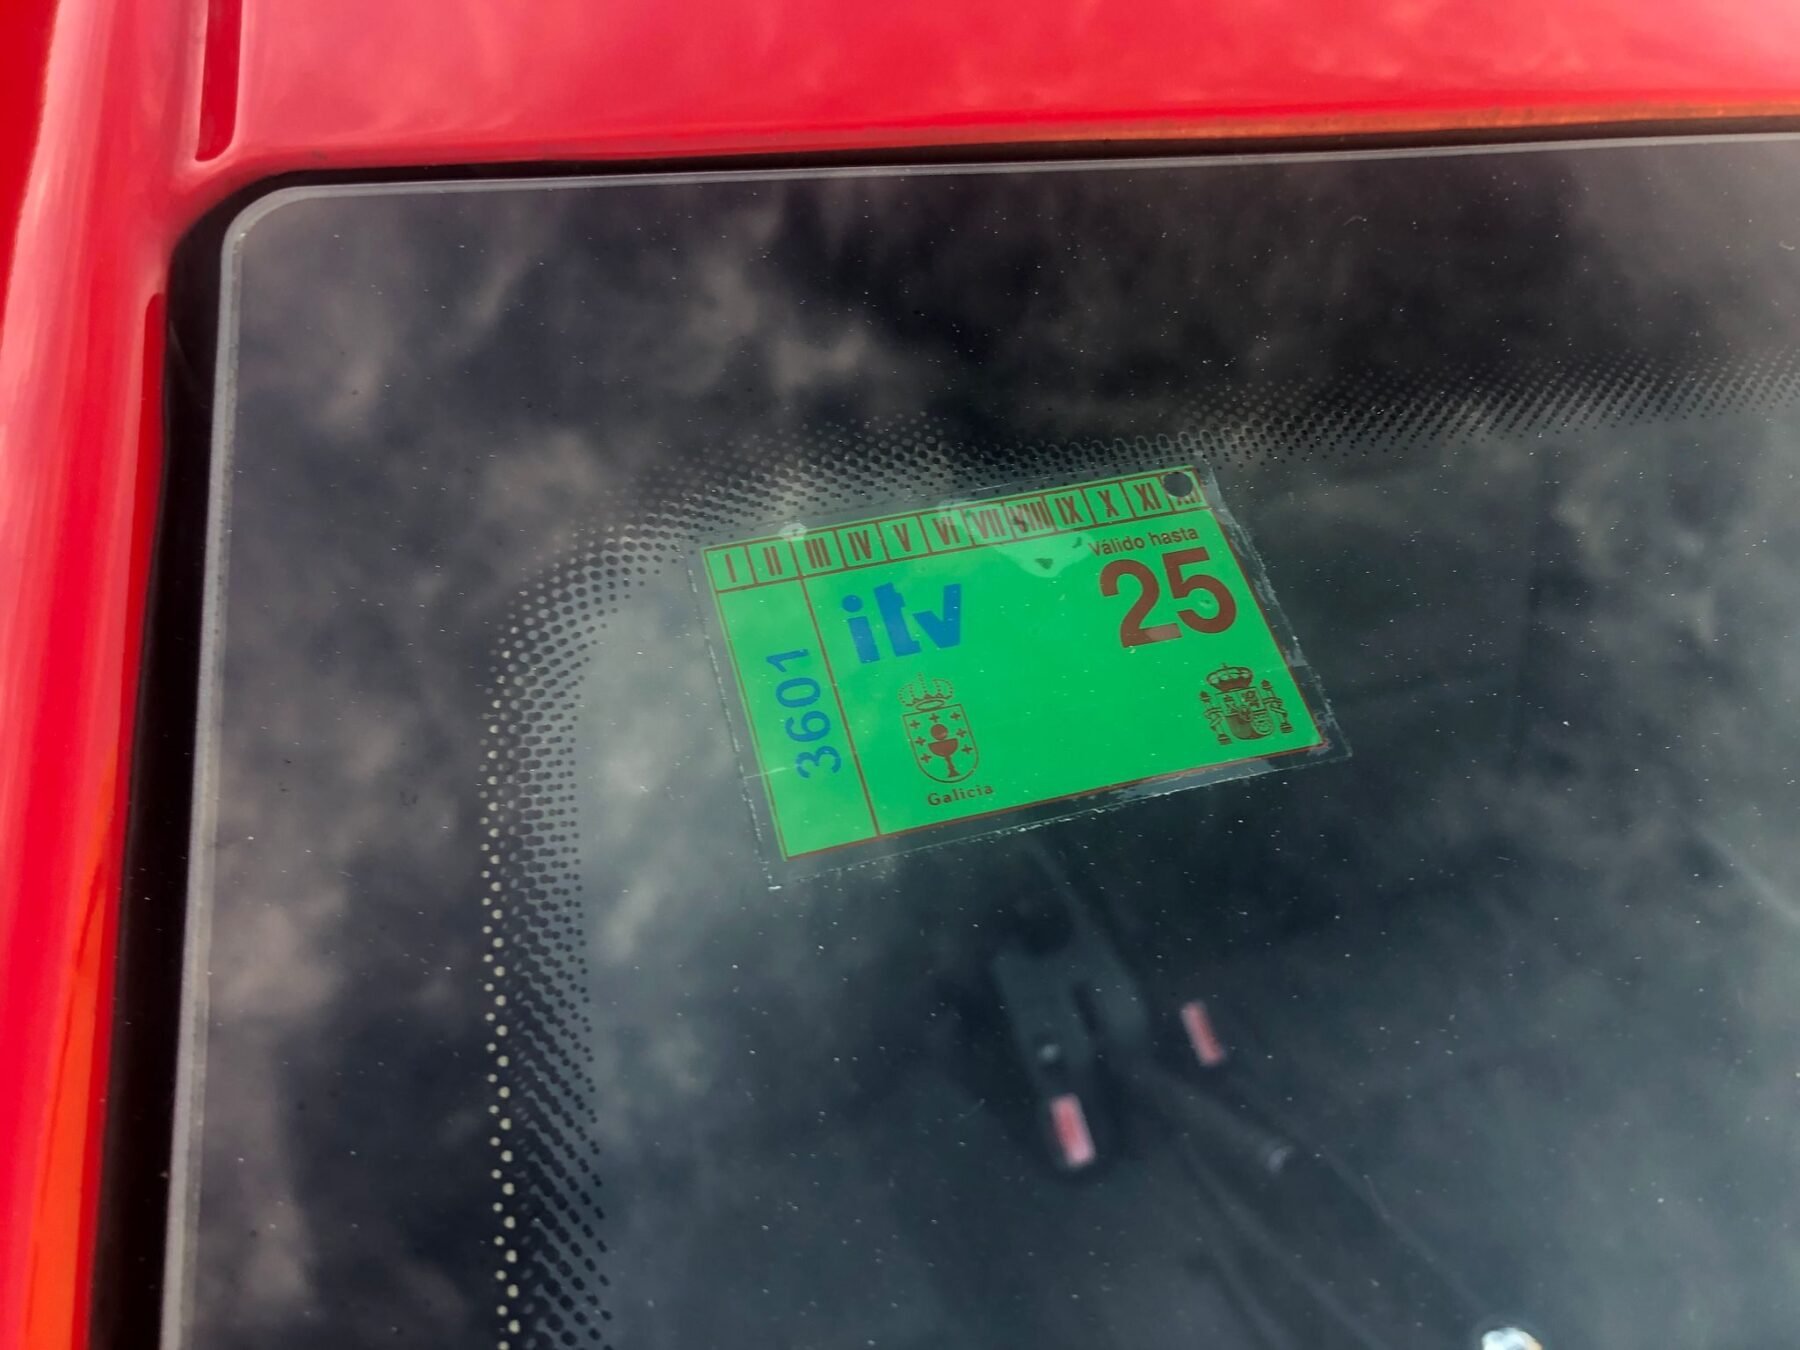 I II III IV V VI VII VIII IX X XI
Válido hasta
itv 25
3601
Galicia